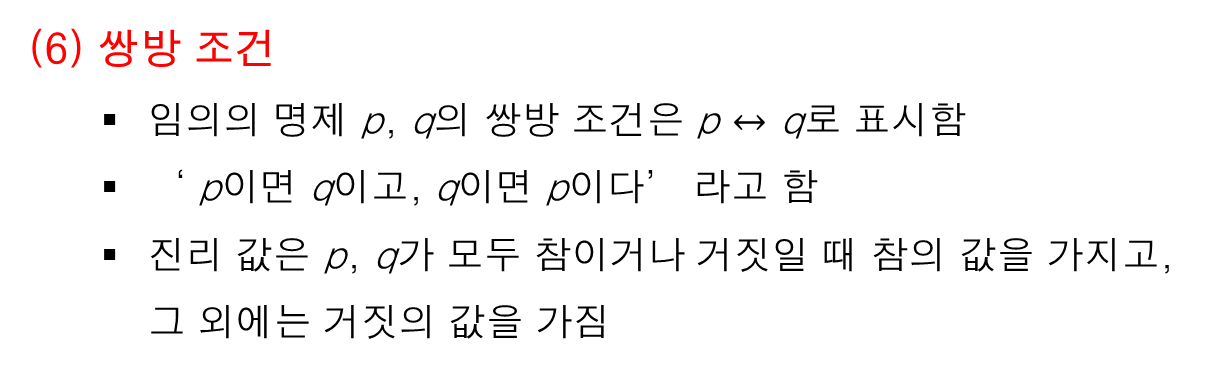 (6) 쌍방 조건
▪ 임의의 명제 p, q의 쌍방 조건은 p ↔ q로 표시함
▪ ‘ p이면 q이고, q이면 p이다’ 라고 함
▪ 진리 값은 p, q가 모두 참이거나 거짓일 때 참의 값을 가지고,
그 외에는 거짓의 값을 가짐